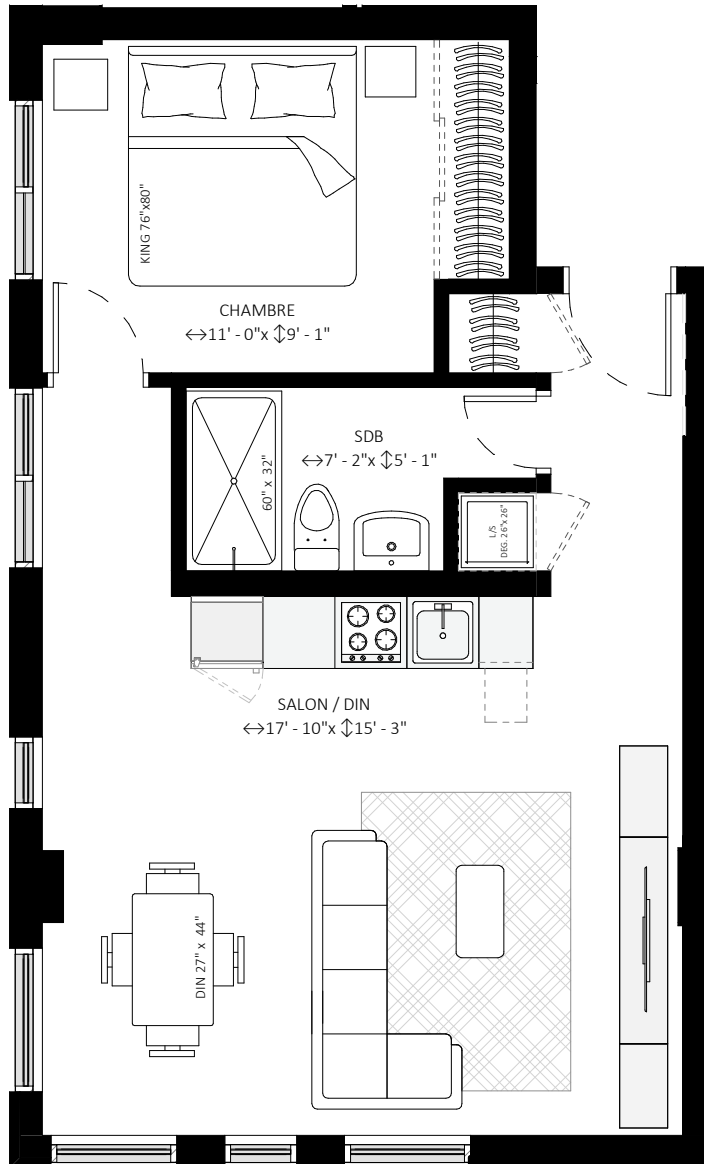 KING 76"x80"
CHAMBRE
↔11' - 0"x ↕9' - 1"
SDB
↔7' - 2"x ↕5' - 1"
60" x 32"
L/S
DEG. 26"x 26"
SALON / DIN
↔17' - 10"x ↕15' - 3"
DIN 27" x 44"